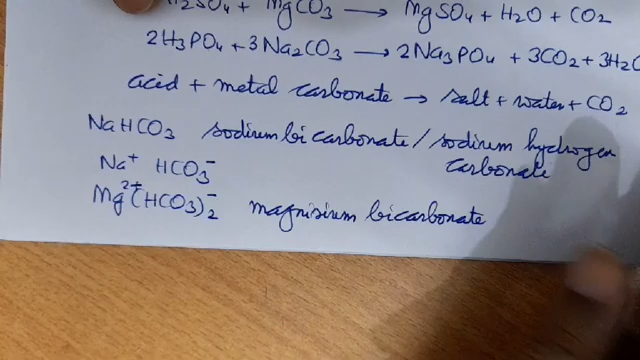 H2SO4 + MgCO3 → MgSO4 + H2O + CO2
2H3PO4 + 3Na2CO3 → 2Na3PO4 + 3CO2 + 3H2O
acid + metal carbonate → salt + water + CO2
NaHCO3 sodium bicarbonate / sodium hydrogen
carbonate
Na+ HCO3-
Mg2+(HCO3)2- magnisium bicarbonate